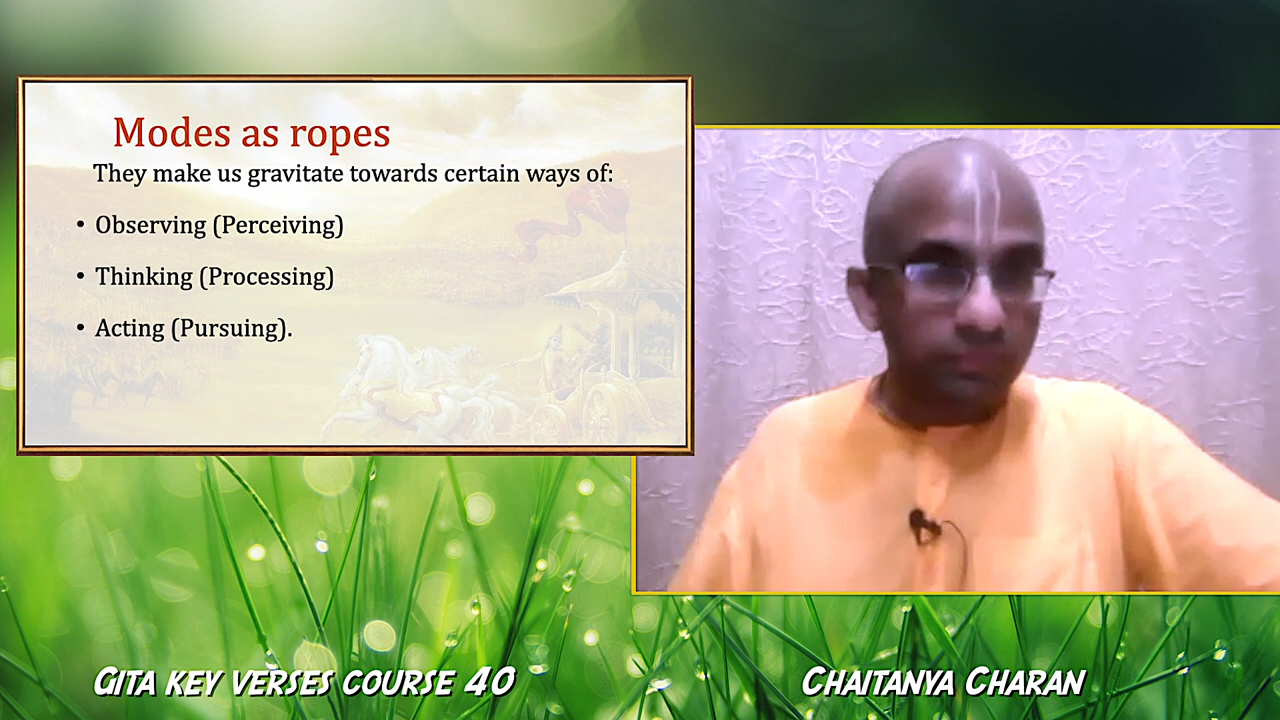 Modes as ropes
They make us gravitate towards certain ways of:
• Observing (Perceiving)
• Thinking (Processing)
• Acting (Pursuing).
Gita key verses course 40
Chaitanya Charan